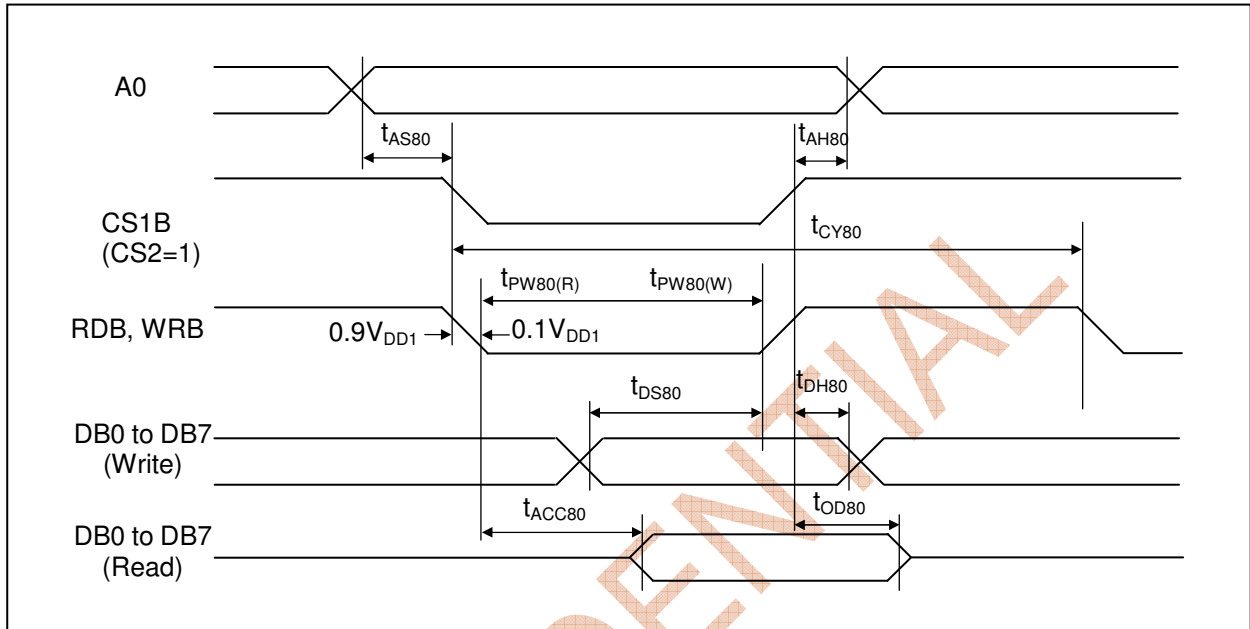 A0
tAS80
tAH80
CS1B
(CS2=1)
tCY80
tPW80(R)
tPW80(W)
RDB, WRB
0.9VDD1
0.1VDD1
tDS80
tDH80
DB0 to DB7
(Write)
tACC80
tOD80
DB0 to DB7
(Read)
DENTIAL